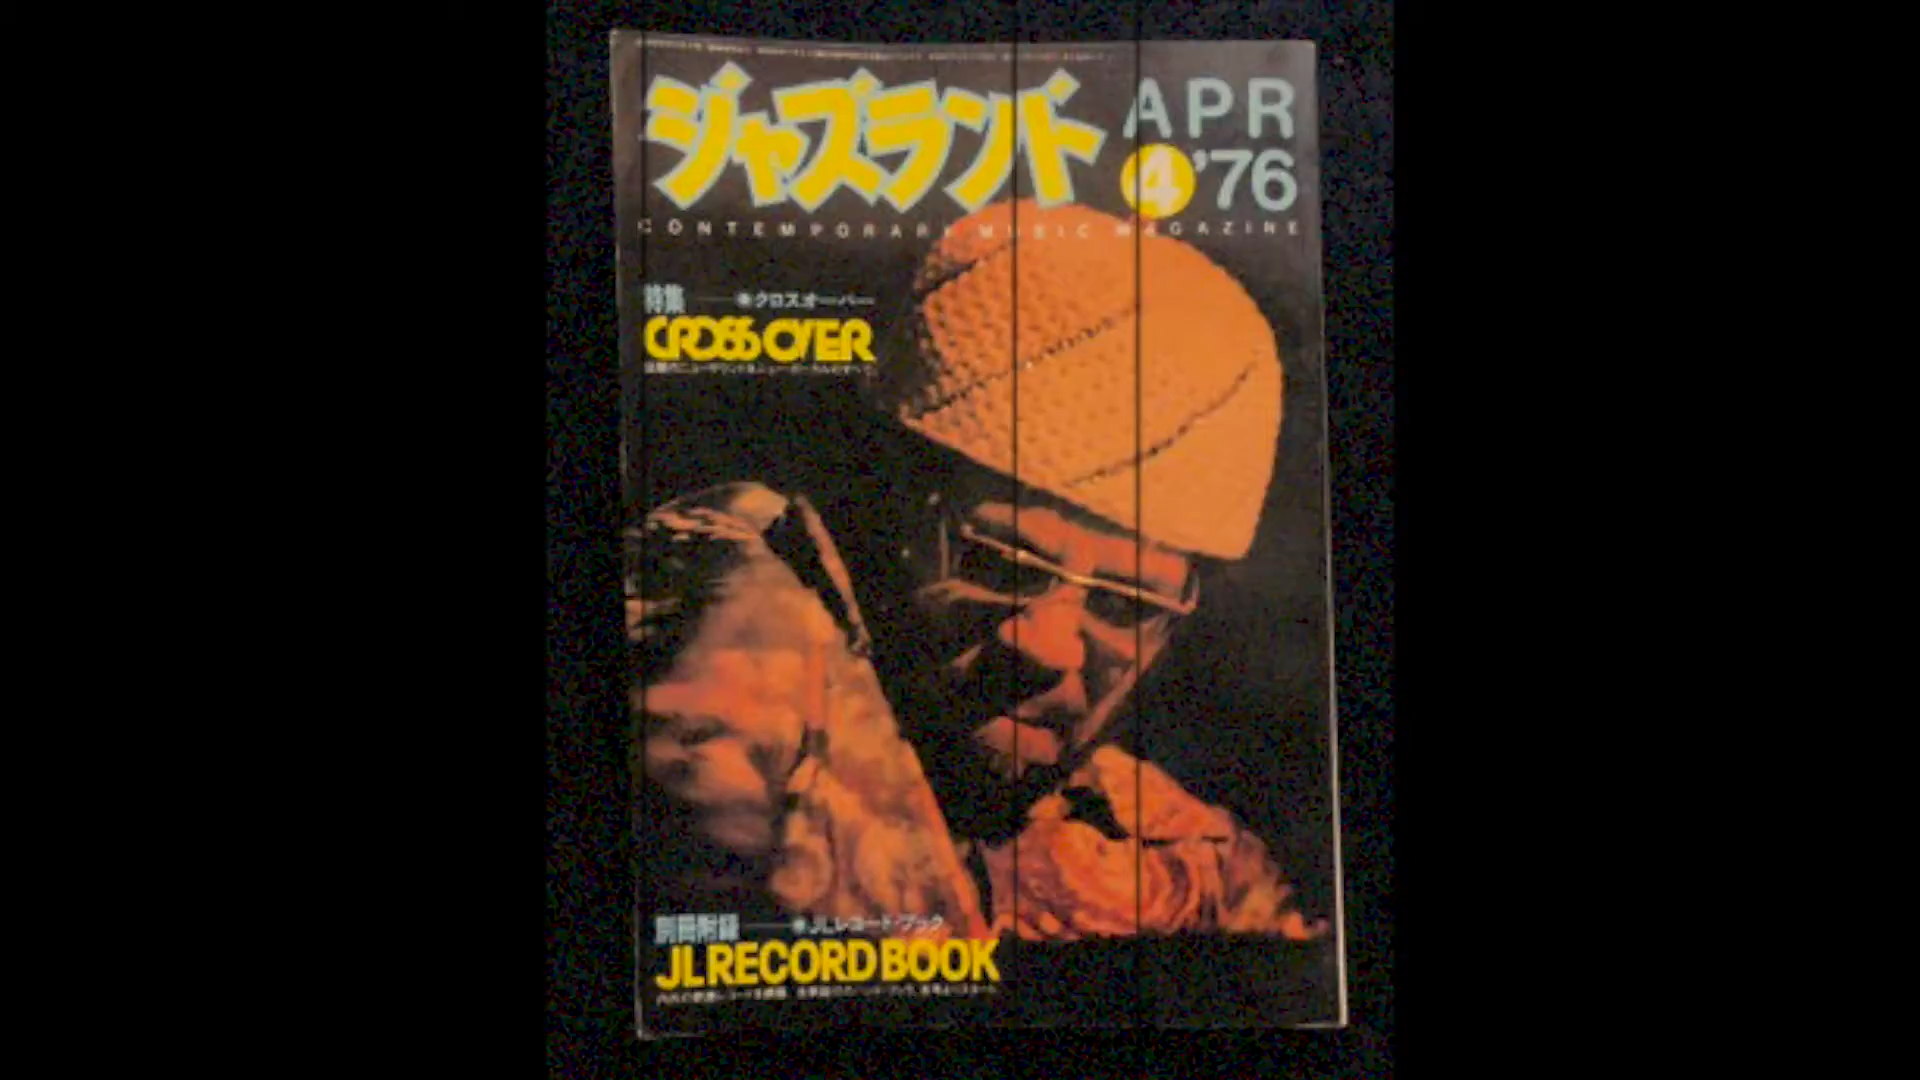 ジャズランド
APR
4 '76
CONTEMPORARY MUSIC MAGAZINE
特集 ●クロスオーバー
CROSS OVER
別冊附録 ●JLレコード・ブック
JL RECORD BOOK